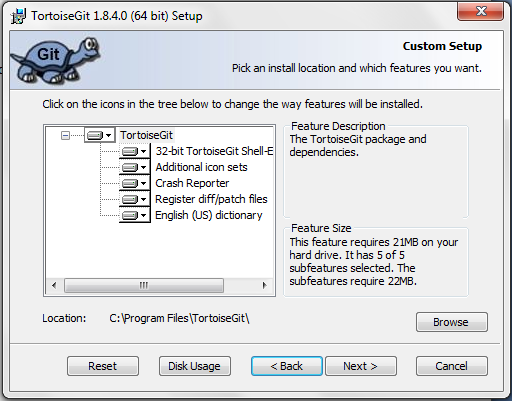 TortoiseGit 1.8.4.0 (64 bit) Setup
Git
Custom Setup
Pick an install location and which features you want.
Click on the icons in the tree below to change the way features will be installed.
TortoiseGit
32-bit TortoiseGit Shell-E
Additional icon sets
Crash Reporter
Register diff/patch files
English (US) dictionary
Feature Description
The TortoiseGit package and
dependencies.
Feature Size
This feature requires 21MB on your
hard drive. It has 5 of 5
subfeatures selected. The
subfeatures require 22MB.
Location: C:\Program Files\TortoiseGit\
Browse
Reset
Disk Usage
< Back
Next >
Cancel